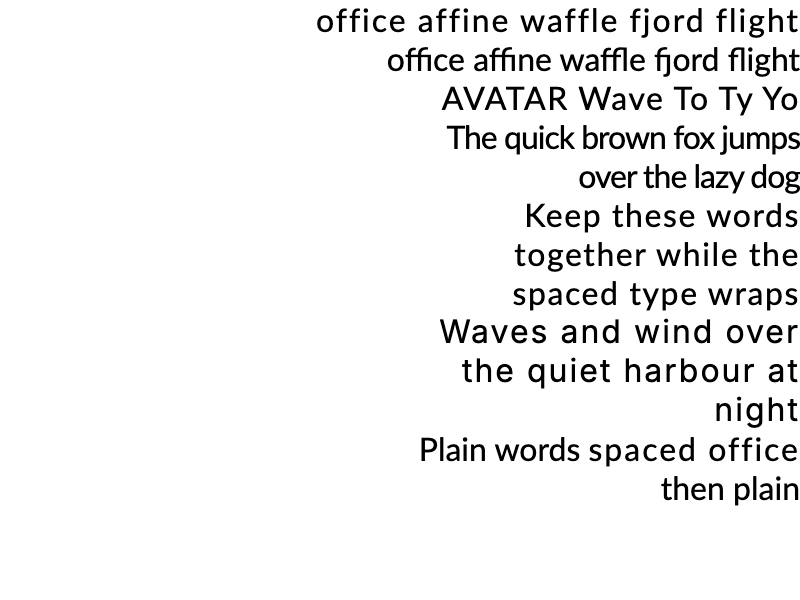 office affine waffle fjord flight
office affine waffle fjord flight
AVATAR Wave To Ty Yo
The quick brown fox jumps
over the lazy dog
Keep these words
together while the
spaced type wraps
Waves and wind over
the quiet harbour at
night
Plain words spaced office
then plain